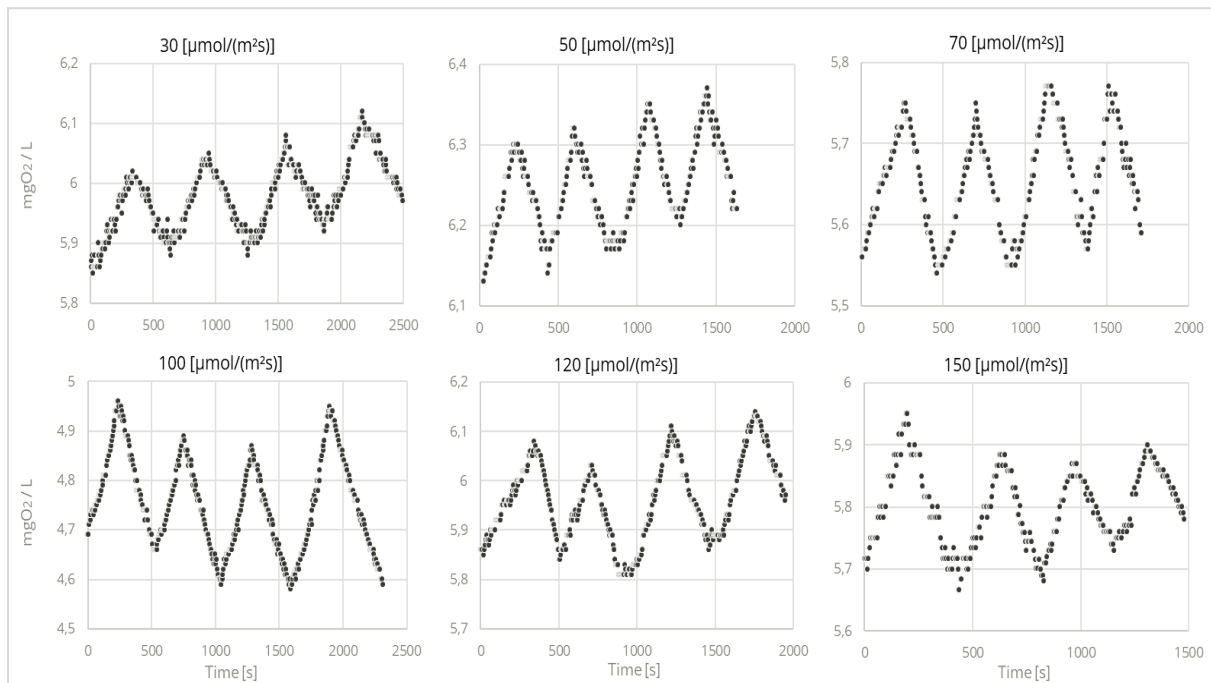 30 [µmol/(m²s)]
50 [µmol/(m²s)]
70 [µmol/(m²s)]
6,2
6,1
6
5,9
5,8
mgO2 / L
0 500 1000 1500 2000 2500
6,4
6,3
6,2
6,1
0 500 1000 1500 2000
5,8
5,7
5,6
5,5
0 500 1000 1500 2000
100 [µmol/(m²s)]
120 [µmol/(m²s)]
150 [µmol/(m²s)]
5
4,9
4,8
4,7
4,6
4,5
mgO2 / L
0 500 1000 1500 2000 2500
Time [s]
6,2
6,1
6
5,9
5,8
5,7
0 500 1000 1500 2000
Time [s]
6
5,9
5,8
5,7
5,6
0 500 1000 1500
Time [s]